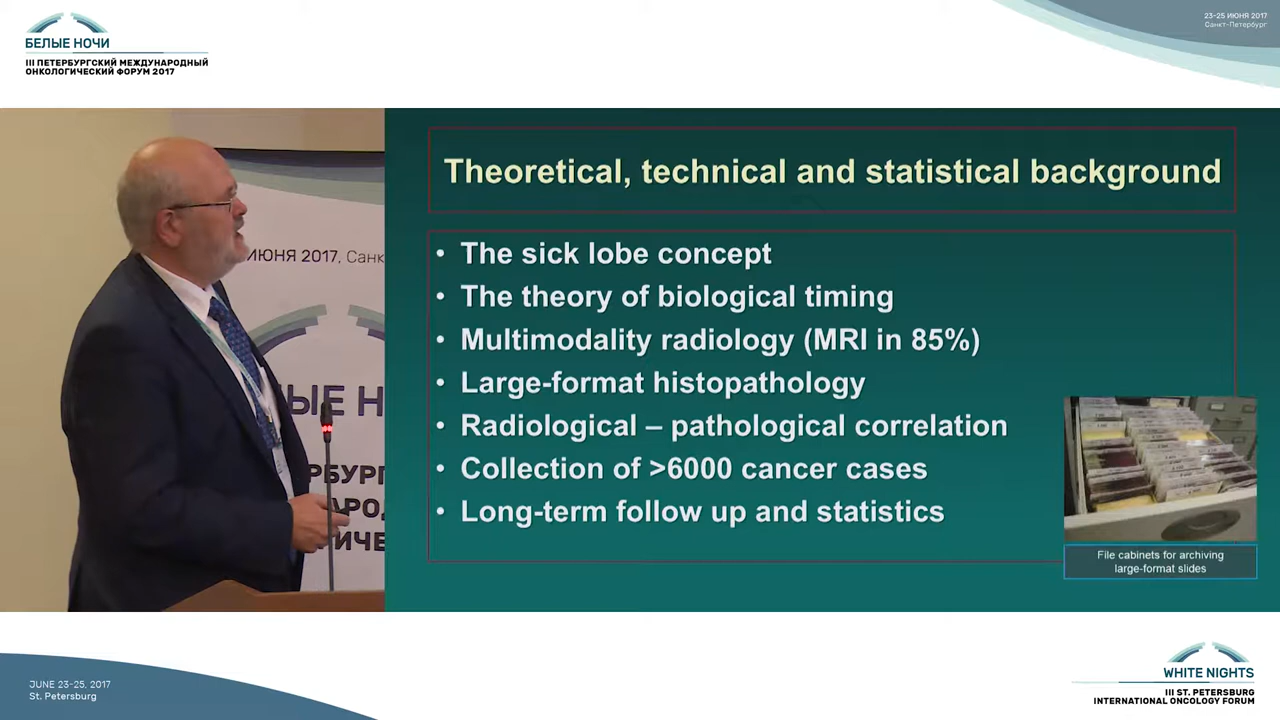 БЕЛЫЕ НОЧИ
III ПЕТЕРБУРГСКИЙ МЕЖДУНАРОДНЫЙ
ОНКОЛОГИЧЕСКИЙ ФОРУМ 2017
23-25 ИЮНЯ 2017
Санкт-Петербург
Theoretical, technical and statistical background
• The sick lobe concept
• The theory of biological timing
• Multimodality radiology (MRI in 85%)
• Large-format histopathology
• Radiological – pathological correlation
• Collection of >6000 cancer cases
• Long-term follow up and statistics
File cabinets for archiving
large-format slides
ИЮНЯ 2017, Санк
ЫЕ Н
РБУРГ
АРОД
ИЧЕ
JUNE 23-25, 2017
St. Petersburg
WHITE NIGHTS
III ST. PETERSBURG
INTERNATIONAL ONCOLOGY FORUM